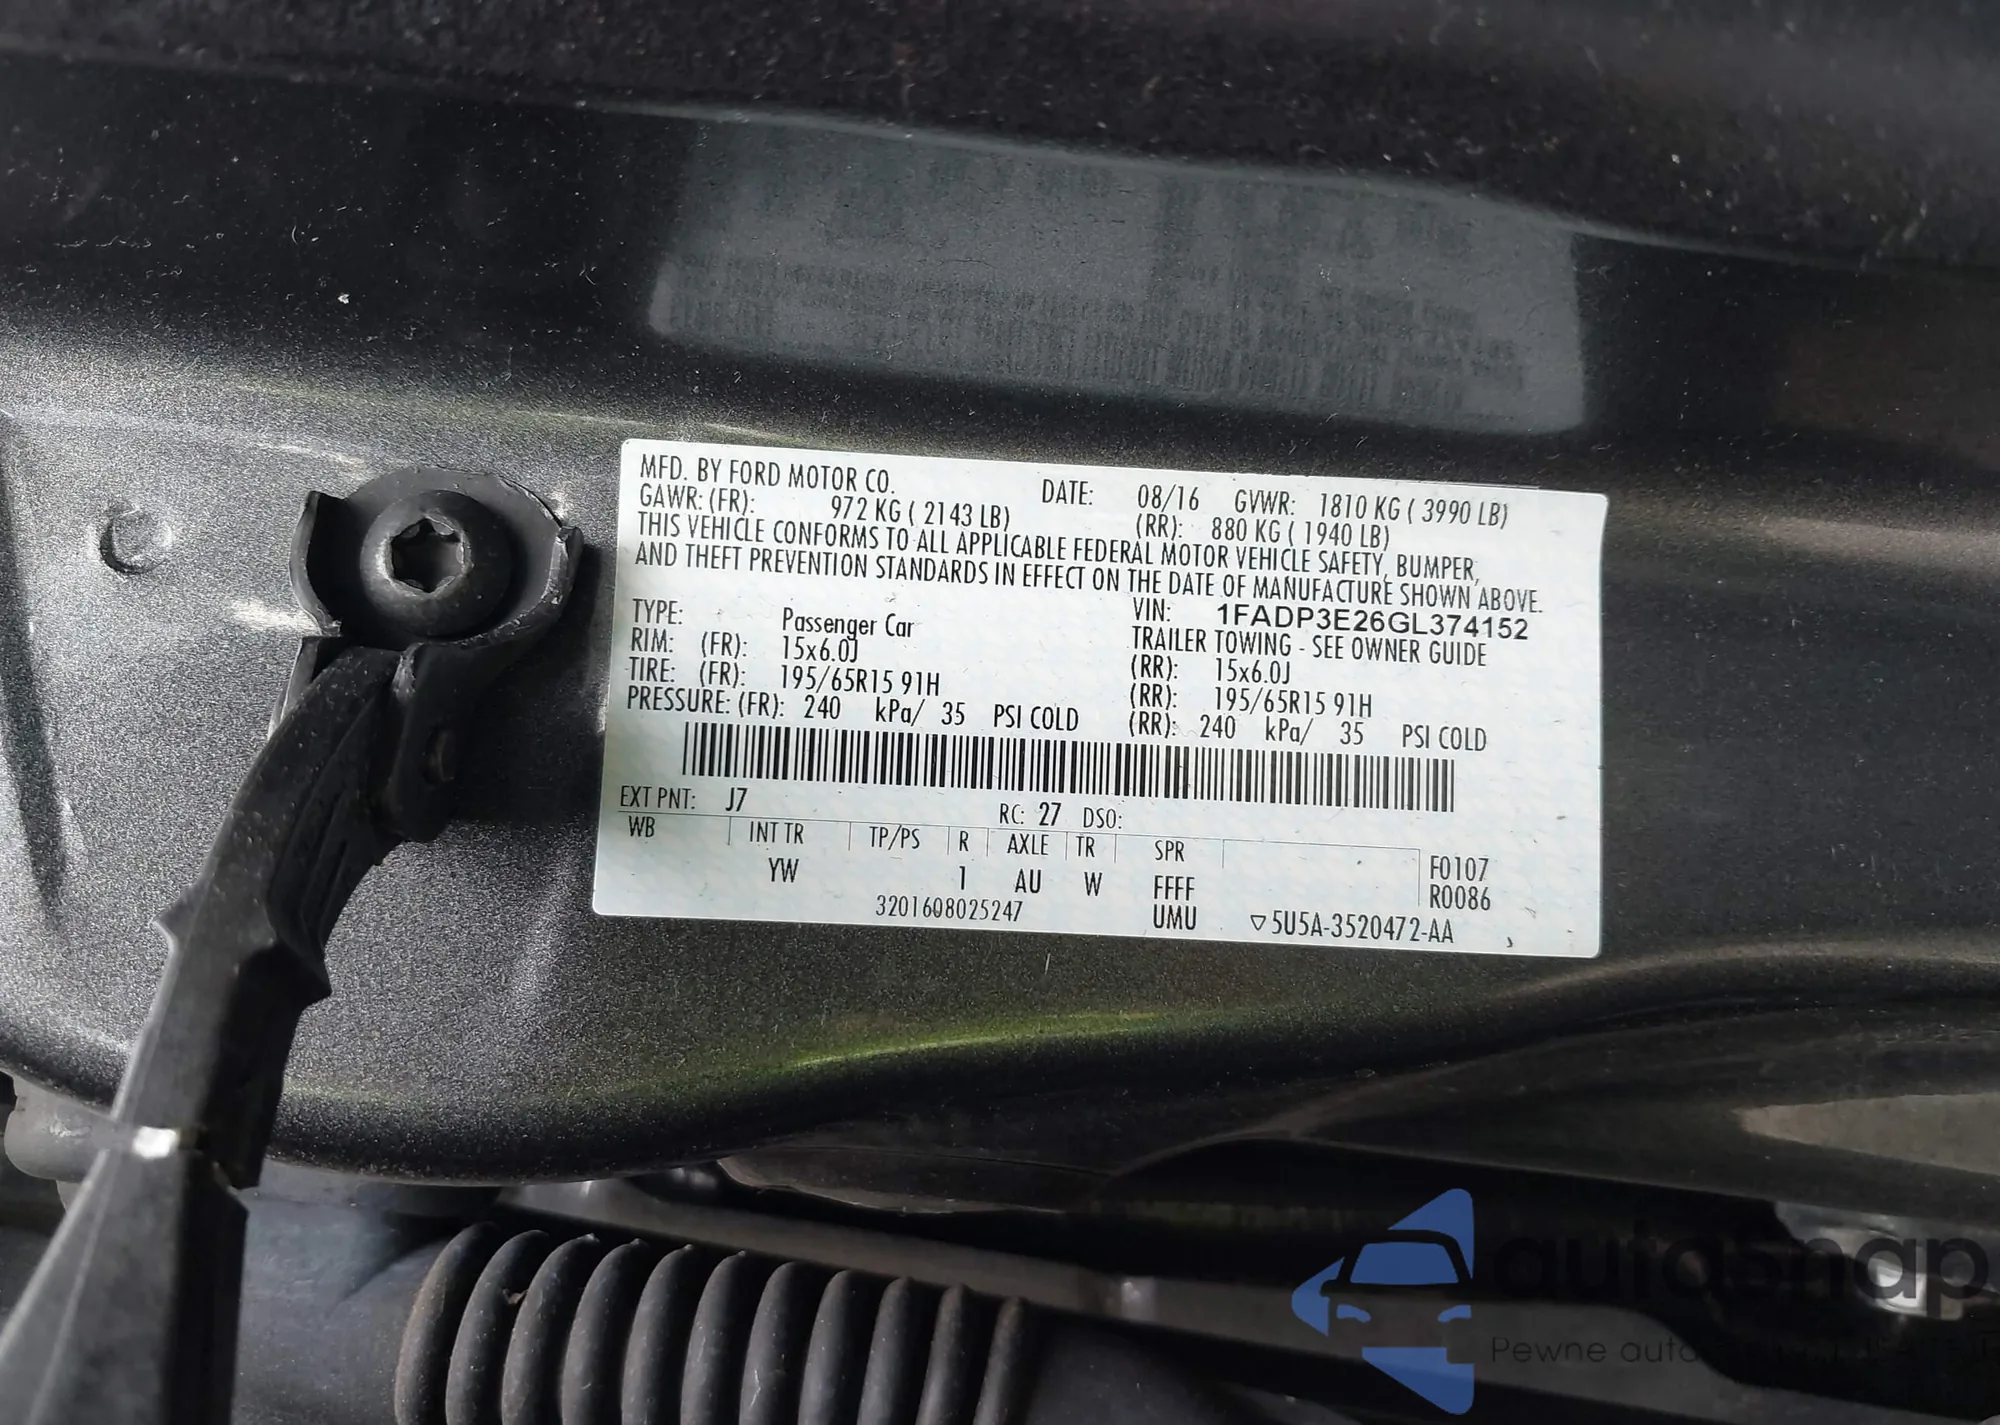 MFD. BY FORD MOTOR CO. DATE: 08/16 GVWR: 1810 KG ( 3990 LB)
GAWR: (FR): 972 KG ( 2143 LB) (RR): 880 KG ( 1940 LB)
THIS VEHICLE CONFORMS TO ALL APPLICABLE FEDERAL MOTOR VEHICLE SAFETY, BUMPER,
AND THEFT PREVENTION STANDARDS IN EFFECT ON THE DATE OF MANUFACTURE SHOWN ABOVE.
VIN: 1FADP3E26GL374152
TYPE: Passenger Car TRAILER TOWING - SEE OWNER GUIDE
RIM: (FR): 15x6.0J (RR): 15x6.0J
TIRE: (FR): 195/65R15 91H (RR): 195/65R15 91H
PRESSURE: (FR): 240 kPa/ 35 PSI COLD (RR): 240 kPa/ 35 PSI COLD
EXT PNT: J7 RC: 27 DSO:
WB INT TR TP/PS R AXLE TR SPR
YW 1 AU W FFFF F0107
UMU R0086
3201608025247 ▽5U5A-3520472-AA
autosnap
Pewne auto